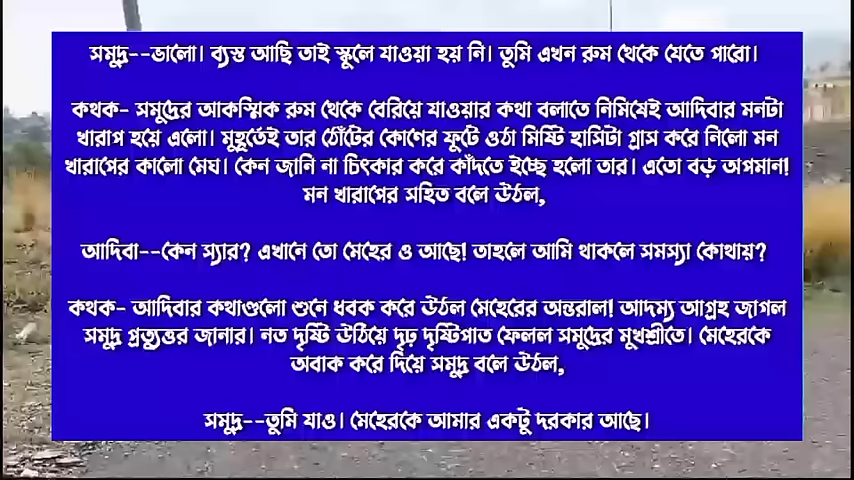 সমুদ্র--ভালো। ব্যস্ত আছি তাই স্কুলে যাওয়া হয় নি। তুমি এখন রুম থেকে যেতে পারো।
কথক- সমুদ্রের আকস্মিক রুম থেকে বেরিয়ে যাওয়ার কথা বলাতে নিমিষেই আদিবার মনটা
খারাপ হয়ে এলো। মুহূর্তেই তার ঠোঁটের কোণের ফুটে ওঠা মিষ্টি হাসিটা গ্রাস করে নিলো মন
খারাপের কালো মেঘ। কেন জানি না চিৎকার করে কাঁদতে ইচ্ছে হলো তার। এতো বড় অপমান!
মন খারাপের সহিত বলে উঠল,
আদিবা--কেন স্যার? এখানে তো মেহের ও আছে! তাহলে আমি থাকলে সমস্যা কোথায়?
কথক- আদিবার কথাগুলো শুনে ধবক করে উঠল মেহেরের অন্তরাল! আদম্য আগ্রহ জাগল
সমুদ্র প্রত্যুত্তর জানার। নত দৃষ্টি উঠিয়ে দৃঢ় দৃষ্টিপাত ফেলল সমুদ্রের মুখশ্রীতে। মেহেরকে
অবাক করে দিয়ে সমুদ্র বলে উঠল,
সমুদ্র--তুমি যাও। মেহেরকে আমার একটু দরকার আছে।